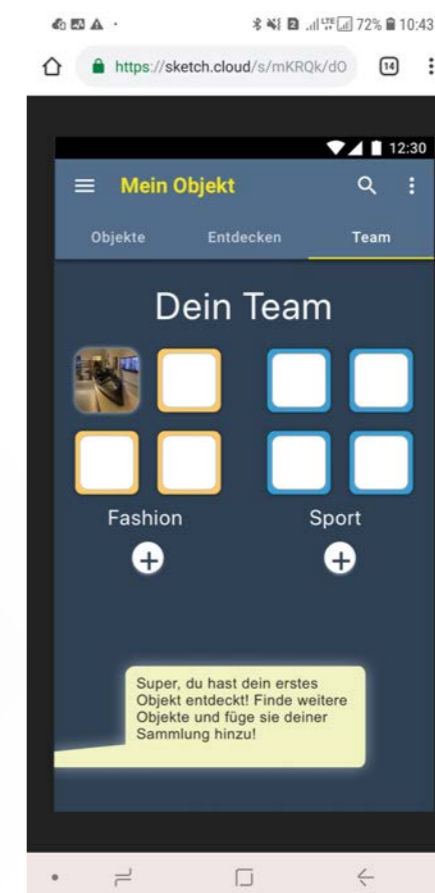 72% 10:43
https://sketch.cloud/s/mKRQk/dO 14
12:30
Mein Objekt
Objekte Entdecken Team
Dein Team
Fashion Sport
Super, du hast dein erstes
Objekt entdeckt! Finde weitere
Objekte und füge sie deiner
Sammlung hinzu!